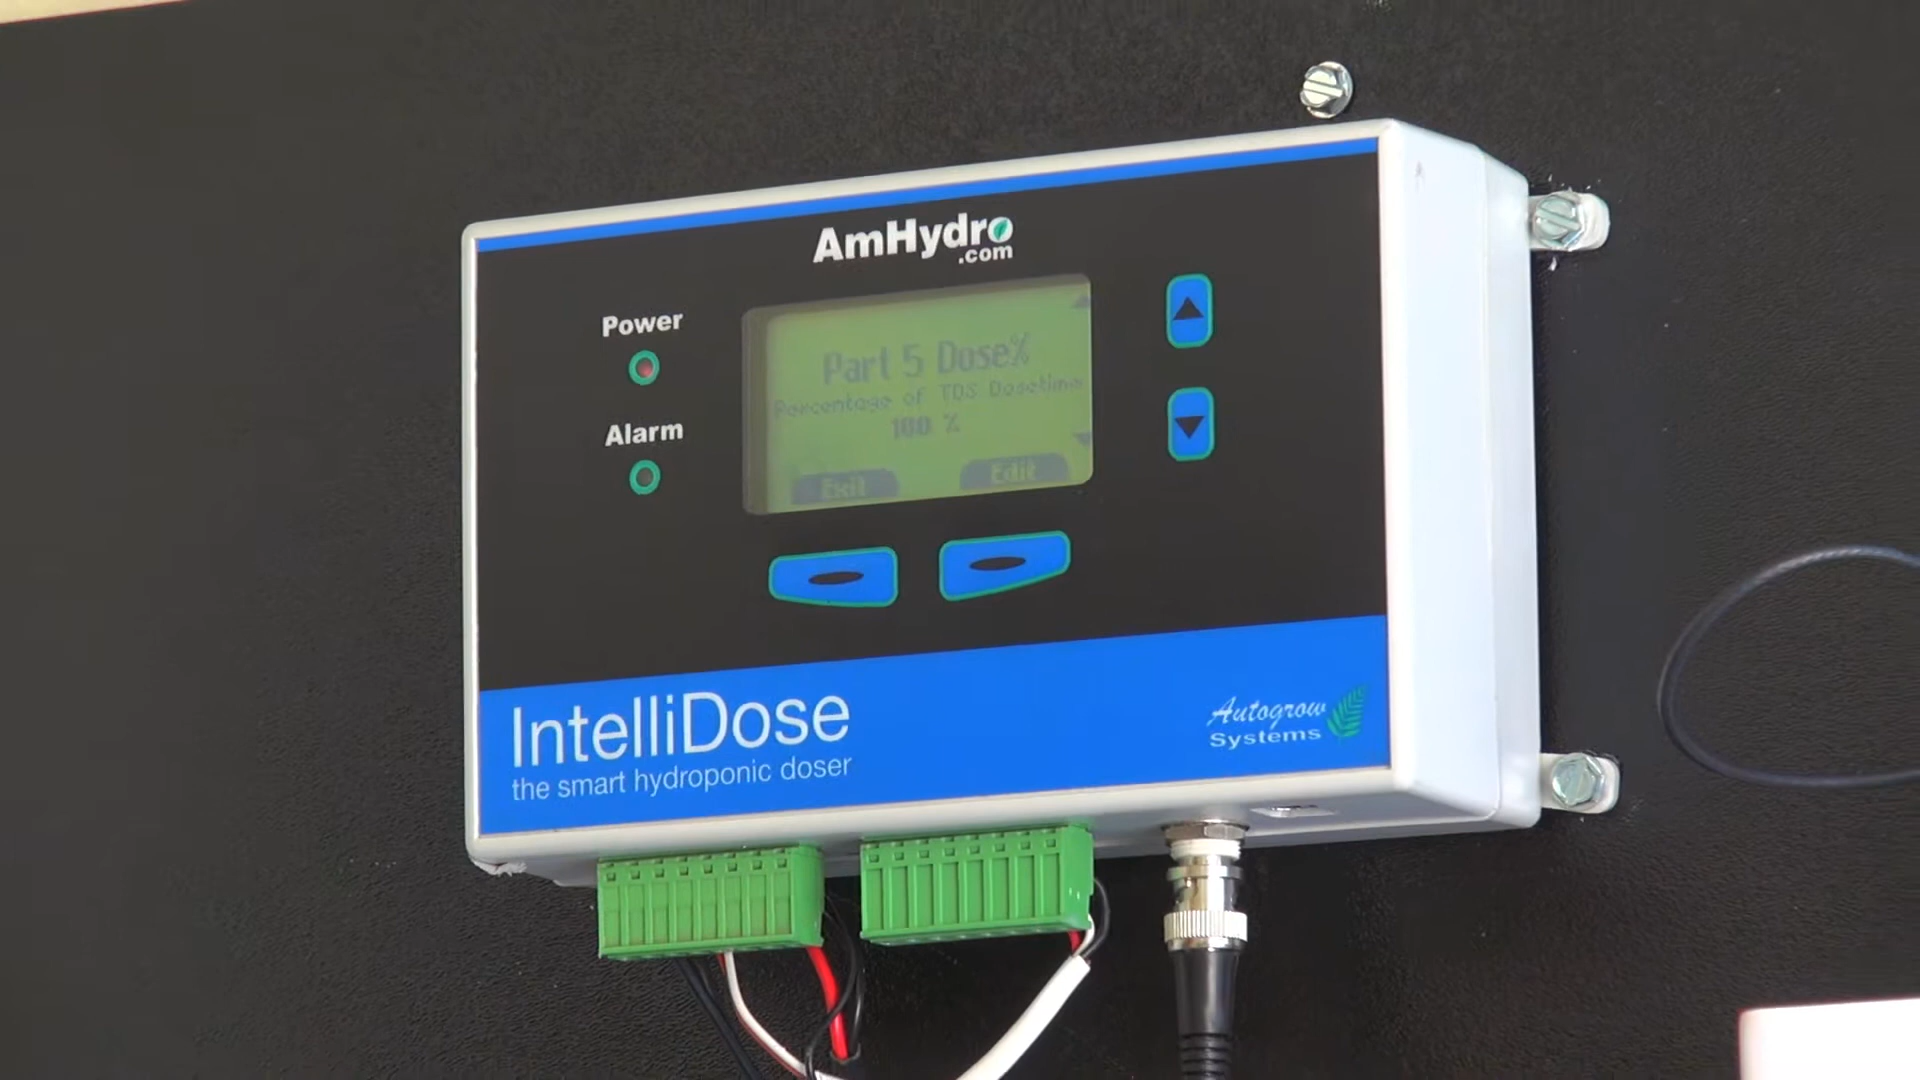 AmHydro
.com
Power
Alarm
Part 5 Dose%
Percentage of TDS Dosetime
100 %
Exit
Edit
IntelliDose
the smart hydroponic doser
Autogrow
Systems